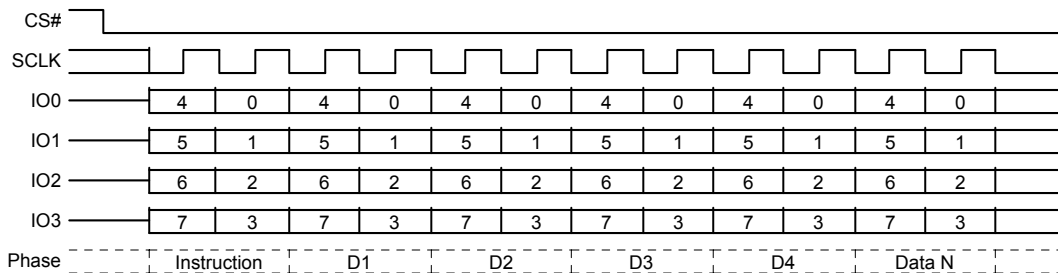 CS#
SCLK
IO0 4 0 4 0 4 0 4 0 4 0 4 0
IO1 5 1 5 1 5 1 5 1 5 1 5 1
IO2 6 2 6 2 6 2 6 2 6 2 6 2
IO3 7 3 7 3 7 3 7 3 7 3 7 3
Phase Instruction D1 D2 D3 D4 Data N